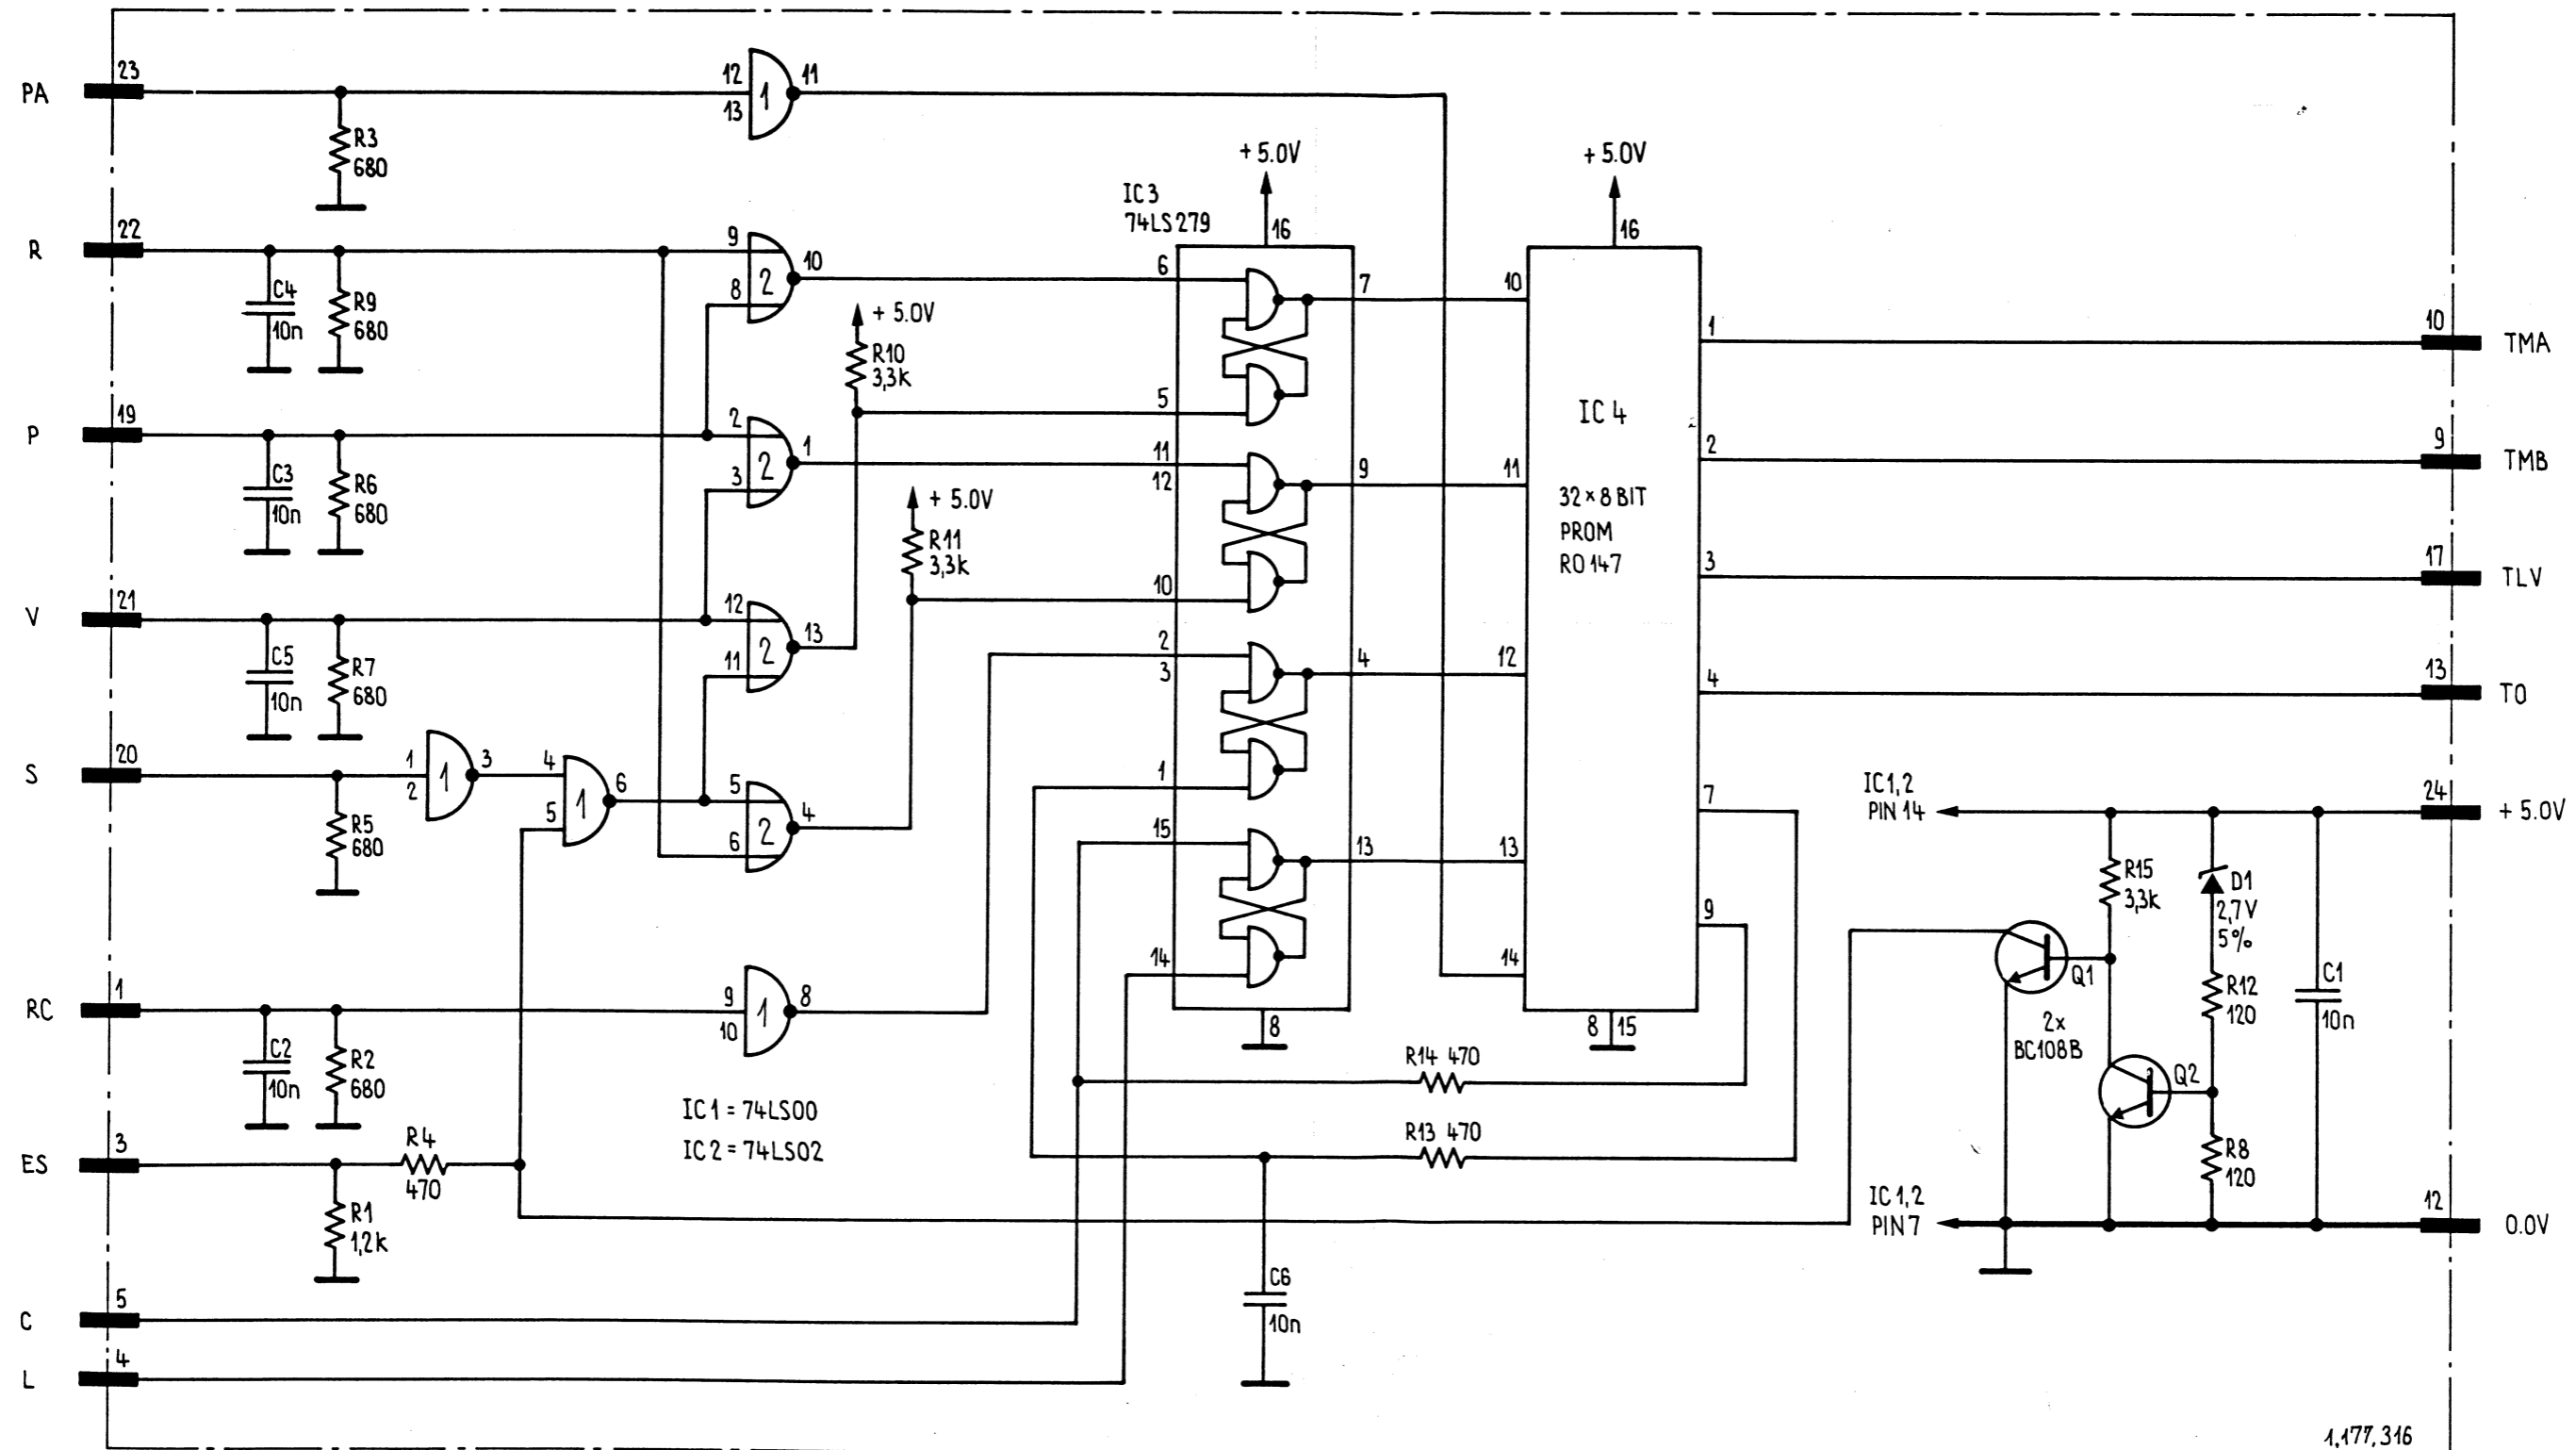 PA
23
12
13
1
11
R3
680
+ 5.0V
+ 5.0V
IC3
74LS279
16
16
R
22
9
8
2
10
6
7
10
C4
10n
R9
680
+ 5.0V
R10
3,3k
5
IC 4
32×8 BIT
PROM
RO147
1
10
TMA
P
19
2
3
2
1
11
12
9
11
2
9
TMB
C3
10n
R6
680
+ 5.0V
R11
3,3k
10
3
17
TLV
V
21
12
11
2
13
2
3
4
12
4
13
TO
C5
10n
R7
680
1
S
20
1
2
1
3
4
5
1
6
5
6
2
4
15
13
13
7
R5
680
14
9
14
IC1,2
PIN 14
24
+ 5.0V
R15
3,3k
D1
2,7V
5%
R12
120
C1
10n
Q1
2x
BC108B
Q2
R8
120
RC
1
9
10
1
8
8
8
15
C2
10n
R2
680
IC1 = 74LS00
IC2 = 74LS02
R14 470
R13 470
ES
3
R4
470
R1
1,2k
IC1,2
PIN7
12
0.0V
C6
10n
C
5
L
4
1,177,316